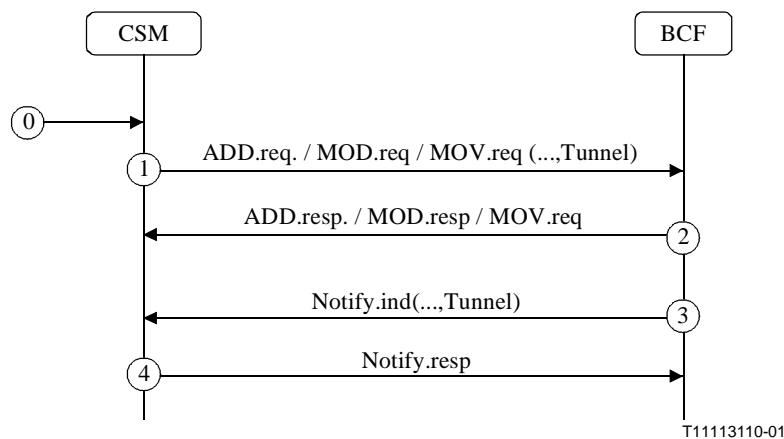 CSM BCF
0
ADD.req. / MOD.req / MOV.req (...,Tunnel)
1
ADD.resp. / MOD.resp / MOV.req
2
Notify.ind(...,Tunnel)
3
Notify.resp
4
T11113110-01